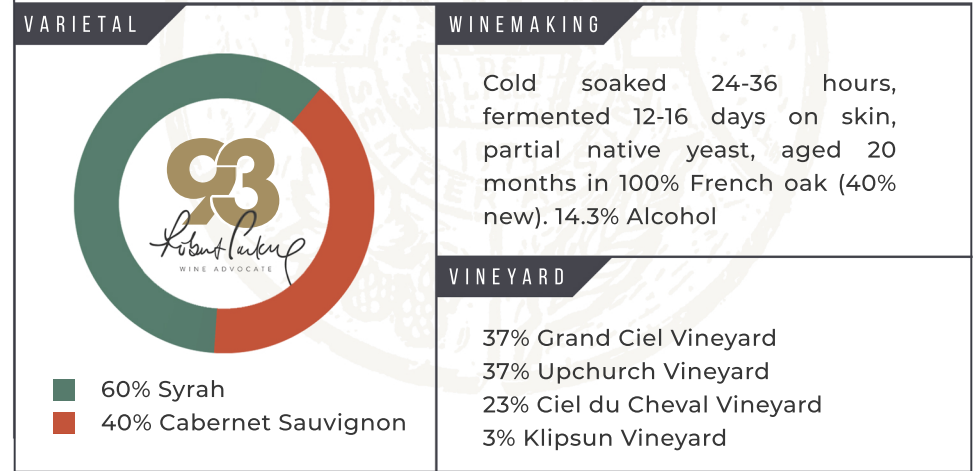 VARIETAL
93
Robert Parker
WINE ADVOCATE
60% Syrah
40% Cabernet Sauvignon
WINEMAKING
Cold soaked 24-36 hours,
fermented 12-16 days on skin,
partial native yeast, aged 20
months in 100% French oak (40%
new). 14.3% Alcohol
VINEYARD
37% Grand Ciel Vineyard
37% Upchurch Vineyard
23% Ciel du Cheval Vineyard
3% Klipsun Vineyard